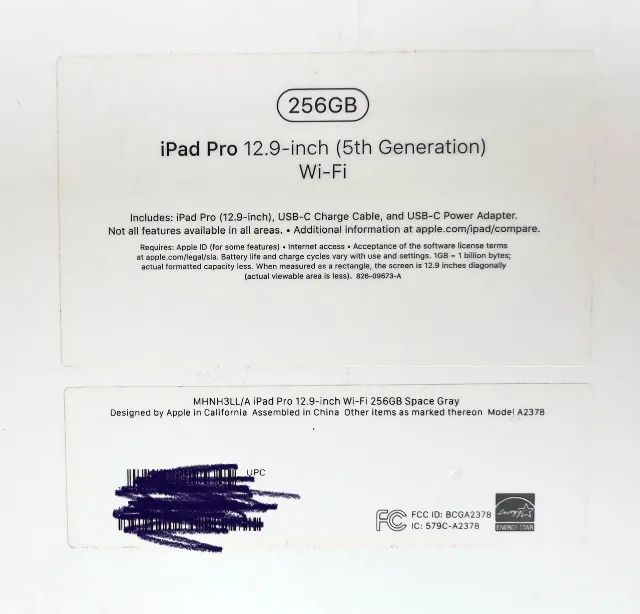 256GB
iPad Pro 12.9-inch (5th Generation)
Wi-Fi
Includes: iPad Pro (12.9-inch), USB-C Charge Cable, and USB-C Power Adapter.
Not all features available in all areas. • Additional information at apple.com/ipad/compare.
Requires: Apple ID (for some features) • Internet access • Acceptance of the software license terms
at apple.com/legal/sla. Battery life and charge cycles vary with use and settings. 1GB = 1 billion bytes;
actual formatted capacity less. When measured as a rectangle, the screen is 12.9 inches diagonally
(actual viewable area is less). 826-09673-A
MHNH3LL/A iPad Pro 12.9-inch Wi-Fi 256GB Space Gray
Designed by Apple in California Assembled in China Other items as marked thereon Model A2378
UPC
FC FCC ID: BCGA2378
IC: 579C-A2378
energy
ENERGY STAR